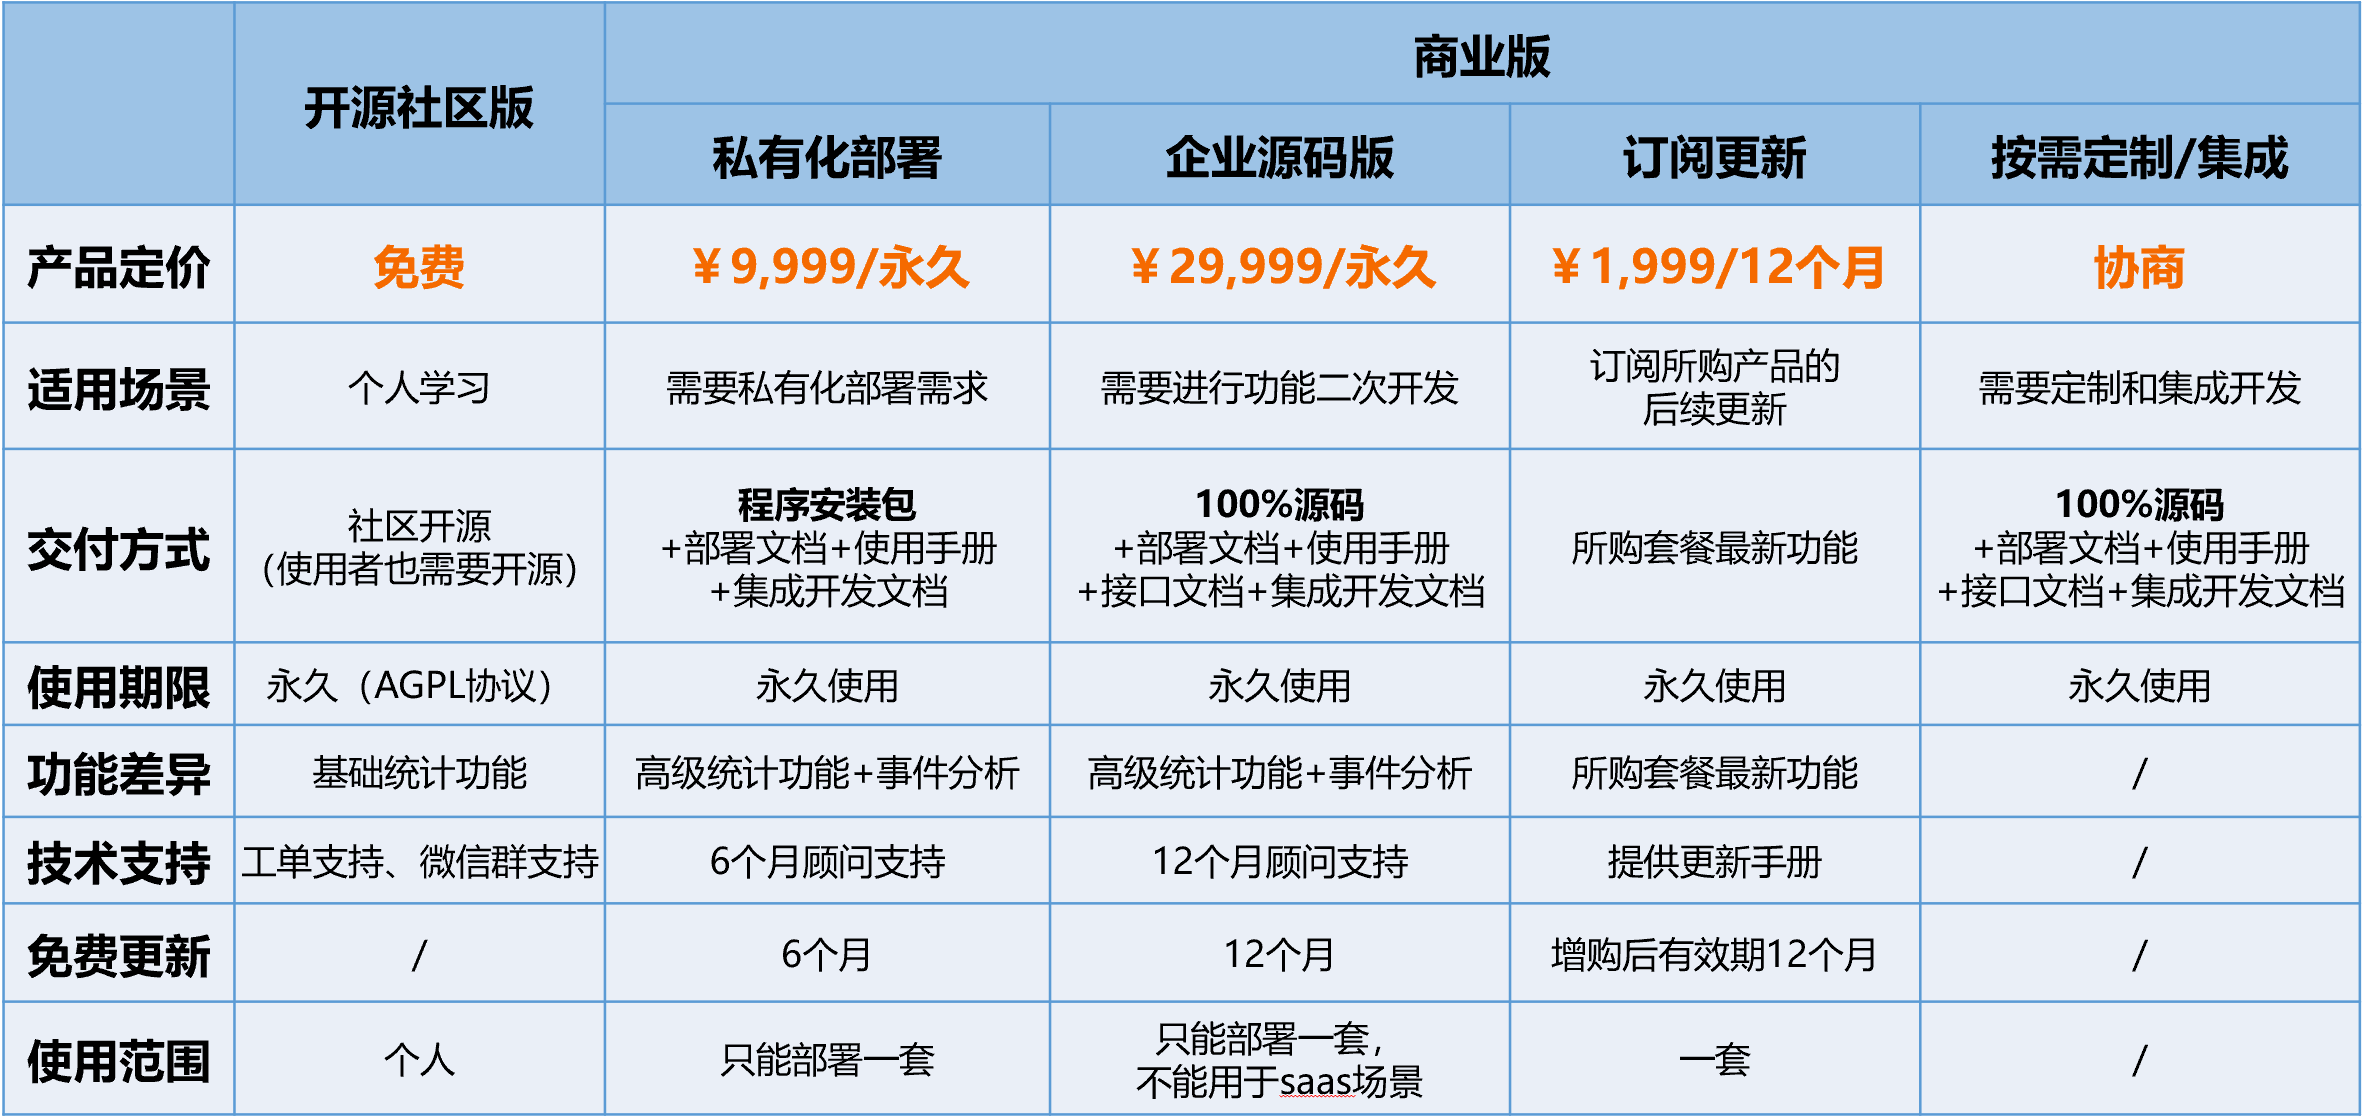 商业版
开源社区版
私有化部署
企业源码版
订阅更新
按需定制/集成
产品定价
免费
￥9,999/永久
￥29,999/永久
￥1,999/12个月
协商
适用场景
个人学习
需要私有化部署需求
需要进行功能二次开发
订阅所购产品的
后续更新
需要定制和集成开发
交付方式
社区开源
（使用者也需要开源）
程序安装包
+部署文档+使用手册
+集成开发文档
100%源码
+部署文档+使用手册
+接口文档+集成开发文档
所购套餐最新功能
100%源码
+部署文档+使用手册
+接口文档+集成开发文档
使用期限
永久（AGPL协议）
永久使用
永久使用
永久使用
永久使用
功能差异
基础统计功能
高级统计功能+事件分析
高级统计功能+事件分析
所购套餐最新功能
/
技术支持
工单支持、微信群支持
6个月顾问支持
12个月顾问支持
提供更新手册
/
免费更新
/
6个月
12个月
增购后有效期12个月
/
使用范围
个人
只能部署一套
只能部署一套，
不能用于saas场景
一套
/